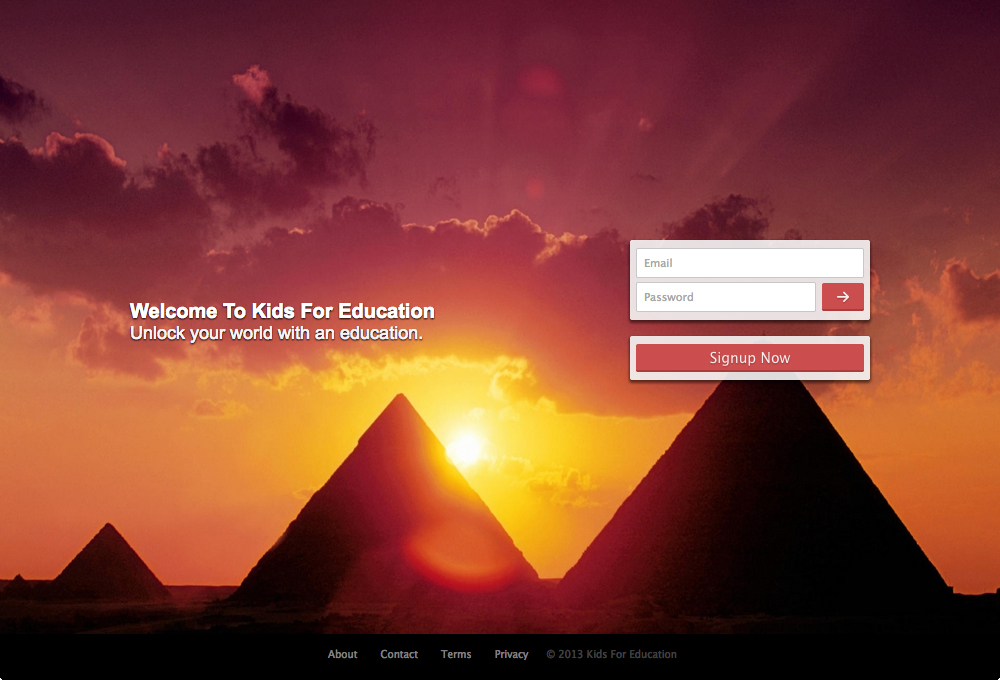 Email
Password
Welcome To Kids For Education
Unlock your world with an education.
Signup Now
About Contact Terms Privacy © 2013 Kids For Education